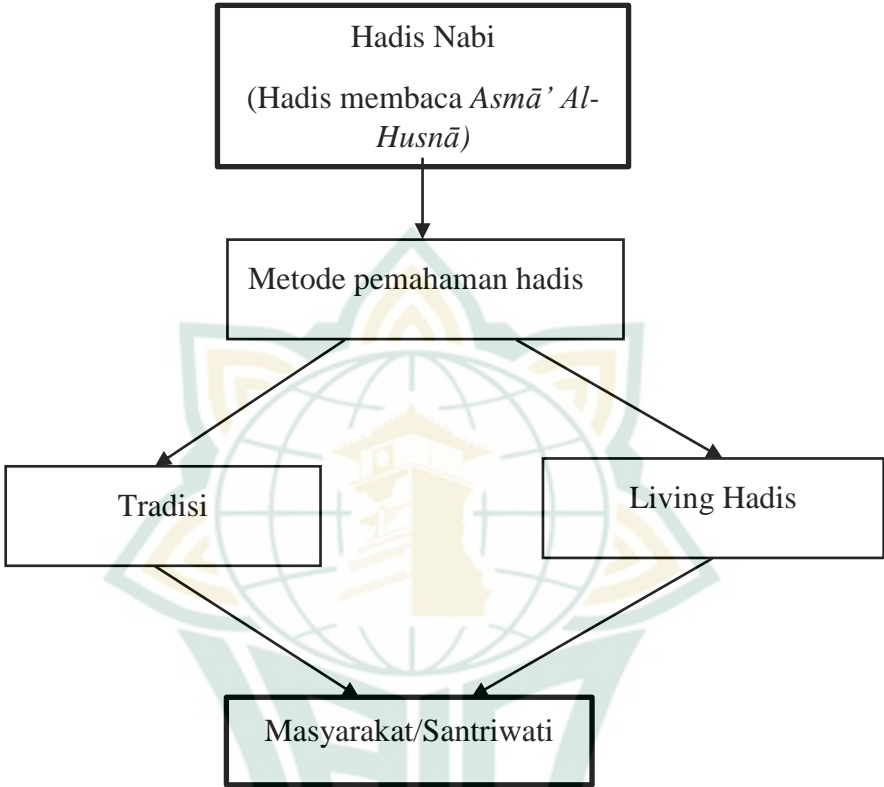 Hadis Nabi
(Hadis membaca Asmā’ Al-
Husnā)
Metode pemahaman hadis
Tradisi
Living Hadis
Masyarakat/Santriwati